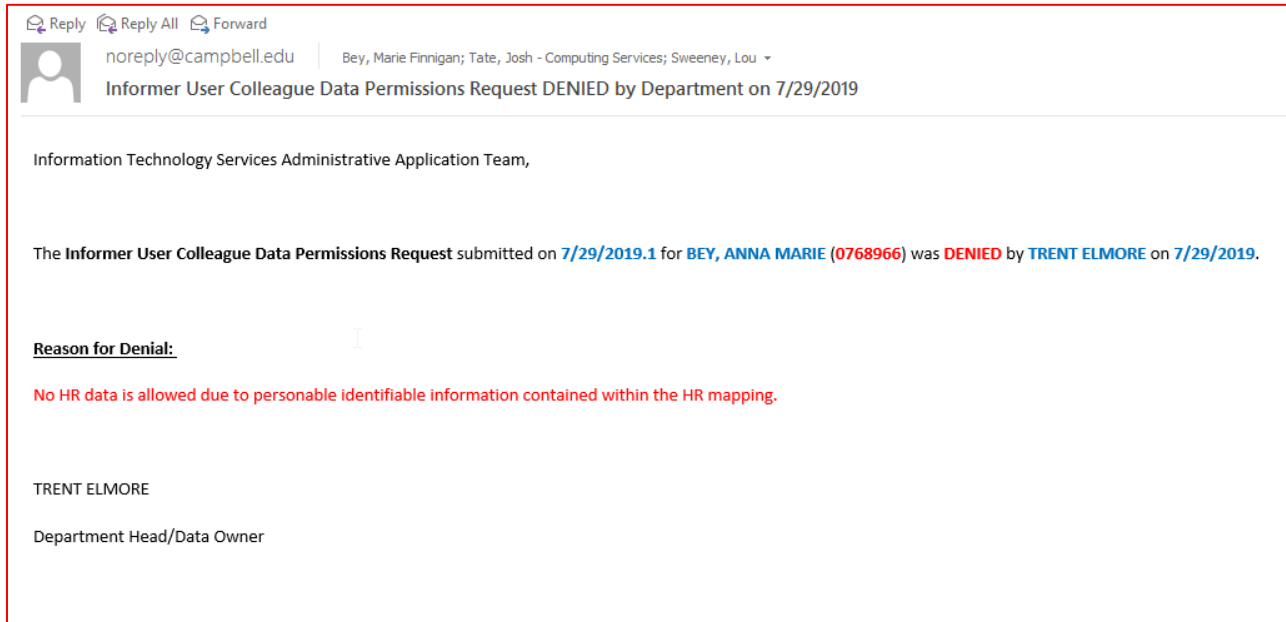 Reply Reply All Forward
noreply@campbell.edu Bey, Marie Finnigan; Tate, Josh - Computing Services; Sweeney, Lou
Informer User Colleague Data Permissions Request DENIED by Department on 7/29/2019
Information Technology Services Administrative Application Team,
The Informer User Colleague Data Permissions Request submitted on 7/29/2019.1 for BEY, ANNA MARIE (0768966) was DENIED by TRENT ELMORE on 7/29/2019.
Reason for Denial:
No HR data is allowed due to personable identifiable information contained within the HR mapping.
TRENT ELMORE
Department Head/Data Owner